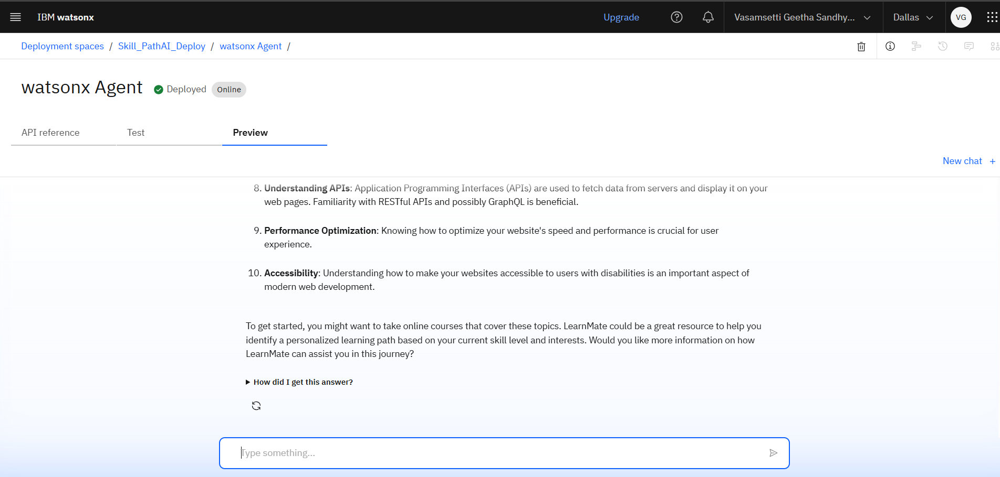 IBM watsonx
Upgrade
Vasamsetti Geetha Sandhy...
Dallas
VG
Deployment spaces / Skill_PathAI_Deploy / watsonx Agent /
watsonx Agent
Deployed
Online
API reference
Test
Preview
New chat +
8. Understanding APIs: Application Programming Interfaces (APIs) are used to fetch data from servers and display it on your
web pages. Familiarity with RESTful APIs and possibly GraphQL is beneficial.
9. Performance Optimization: Knowing how to optimize your website's speed and performance is crucial for user
experience.
10. Accessibility: Understanding how to make your websites accessible to users with disabilities is an important aspect of
modern web development.
To get started, you might want to take online courses that cover these topics. LearnMate could be a great resource to help you
identify a personalized learning path based on your current skill level and interests. Would you like more information on how
LearnMate can assist you in this journey?
How did I get this answer?
Type something...